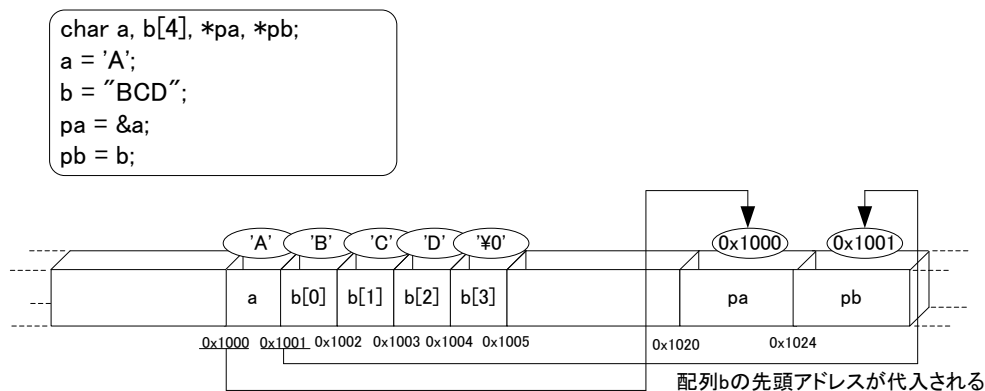 char a, b[4], *pa, *pb;
a = 'A';
b = "BCD";
pa = &a;
pb = b;
'A' 'B' 'C' 'D' '¥0' 0x1000 0x1001
a b[0] b[1] b[2] b[3] pa pb
0x1000 0x1001 0x1002 0x1003 0x1004 0x1005 0x1020 0x1024
配列bの先頭アドレスが代入される